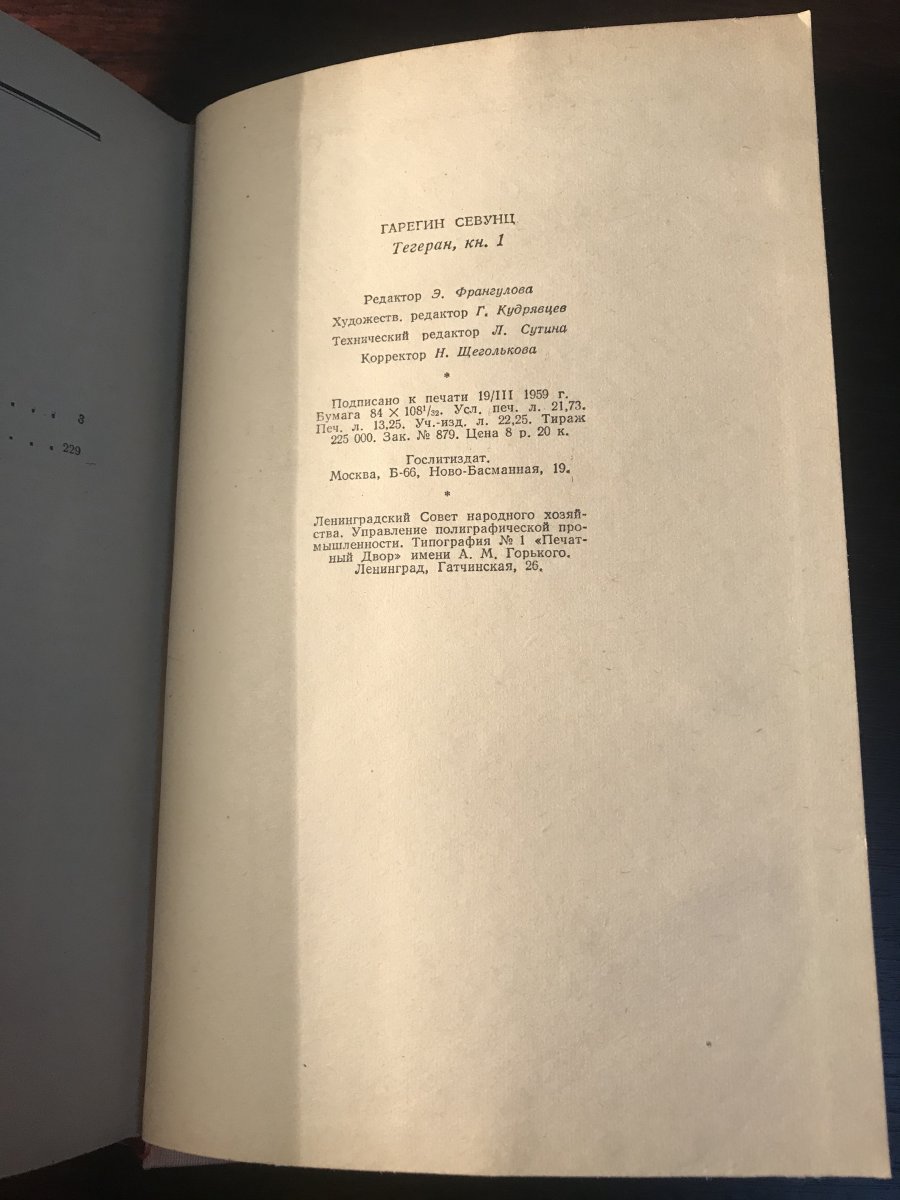 . . . 3
. . . 229
ГАРЕГИН СЕВУНЦ
Тегеран, кн. 1
Редактор Э. Франгулова
Художеств. редактор Г. Кудрявцев
Технический редактор Л. Сутина
Корректор Н. Щеголькова
*
Подписано к печати 19/III 1959 г.
Бумага 84 × 108¹/₃₂. Усл. печ. л. 21,73.
Печ. л. 13,25. Уч.-изд. л. 22,25. Тираж
225 000. Зак. № 879. Цена 8 р. 20 к.
Гослитиздат.
Москва, Б-66, Ново-Басманная, 19.
*
Ленинградский Совет народного хозяй-
ства. Управление полиграфической про-
мышленности. Типография № 1 «Печат-
ный Двор» имени А. М. Горького.
Ленинград, Гатчинская, 26.